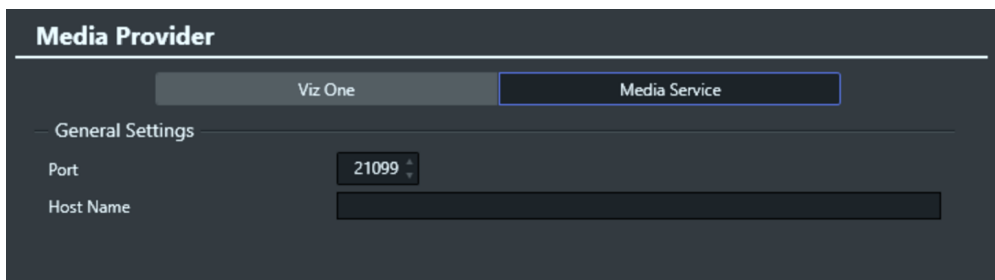 Media Provider
Viz One Media Service
General Settings
Port 21099
Host Name